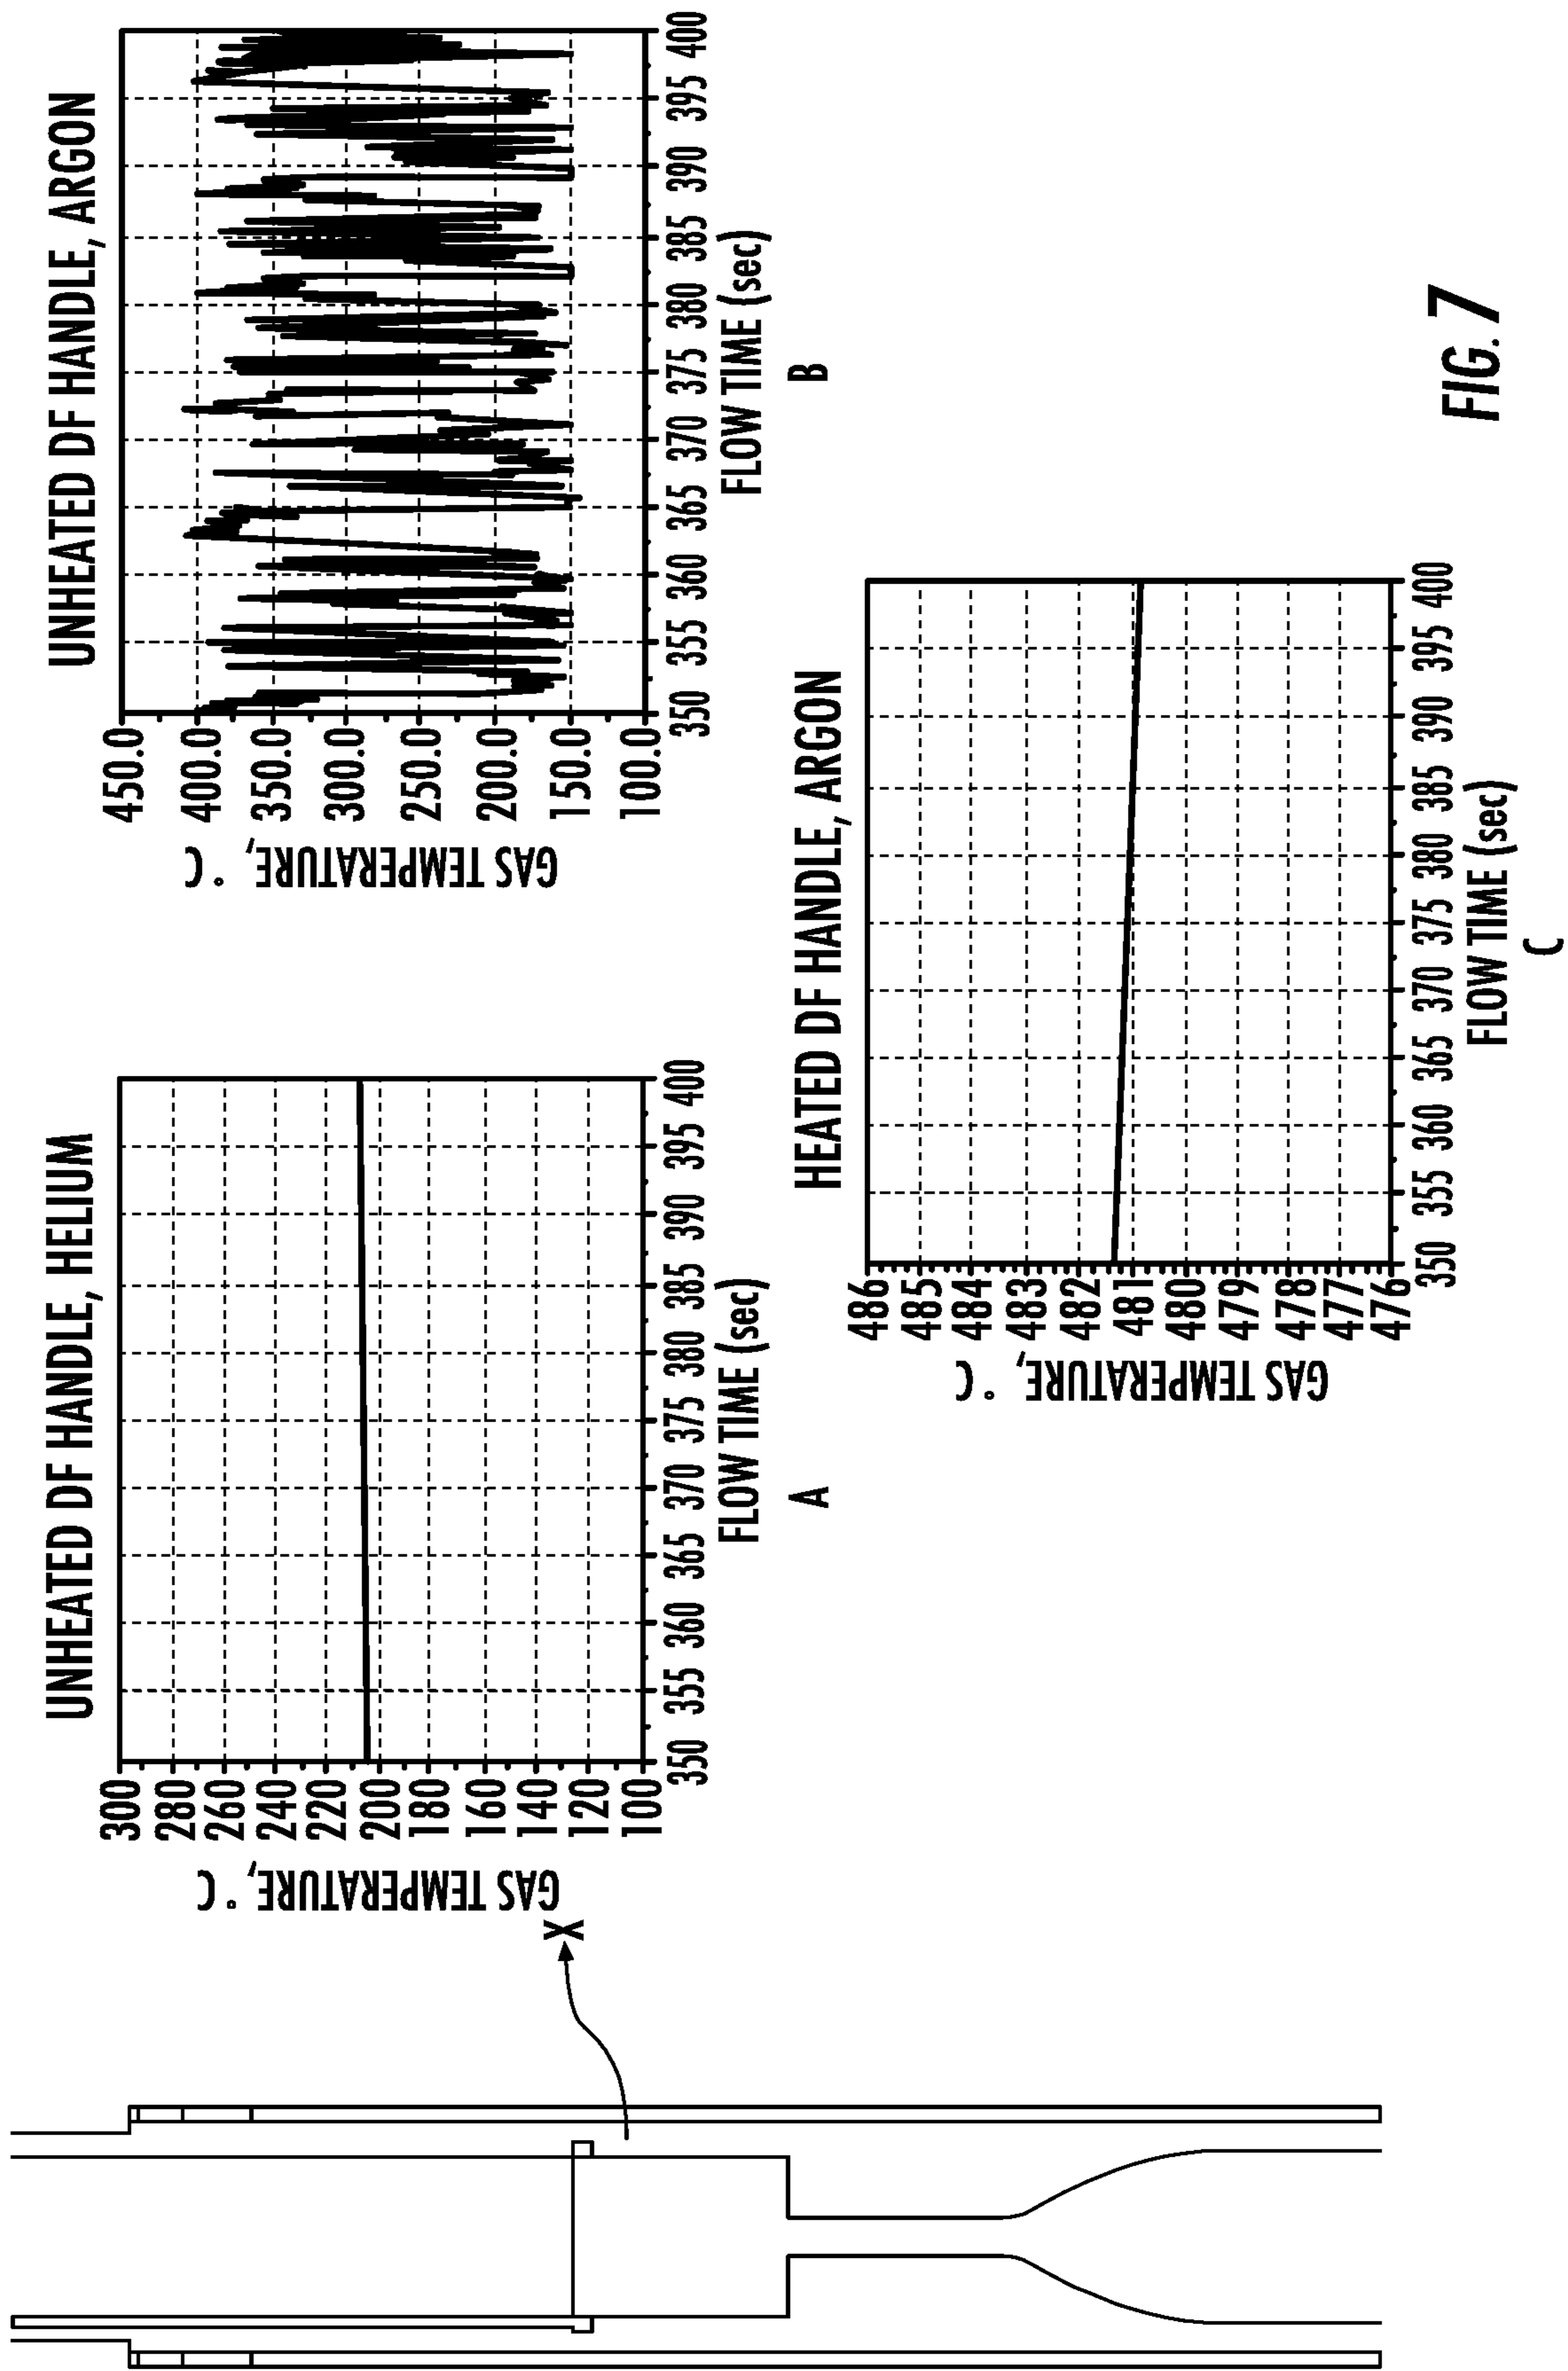 UNHEATED DF HANDLE, HELIUM
GAS TEMPERATURE, °C
300
280
260
240
220
200
180
160
140
120
100
350 355 360 365 370 375 380 385 390 395 400
FLOW TIME (sec)
A
UNHEATED DF HANDLE, ARGON
GAS TEMPERATURE, °C
450.0
400.0
350.0
300.0
250.0
200.0
150.0
100.0
350 355 360 365 370 375 380 385 390 395 400
FLOW TIME (sec)
B
X
HEATED DF HANDLE, ARGON
GAS TEMPERATURE, °C
486
485
484
483
482
481
480
479
478
477
476
350 355 360 365 370 375 380 385 390 395 400
FLOW TIME (sec)
C
FIG. 7